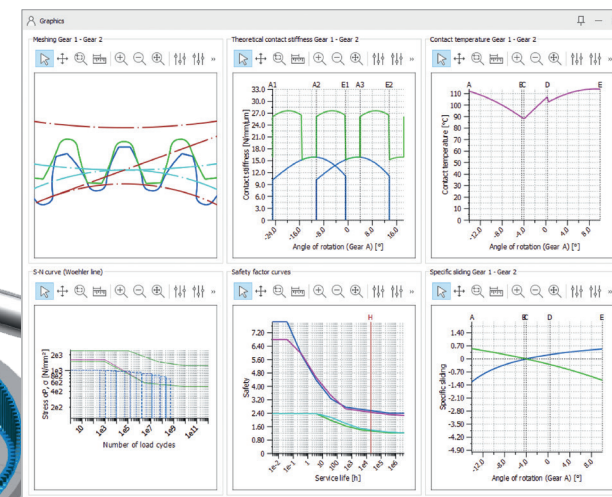 Graphics
Meshing Gear 1 - Gear 2
Theoretical contact stiffness Gear 1 - Gear 2
Contact temperature Gear 1 - Gear 2
A1 A2 E1 A3 E2
33.0
30.0
27.0
24.0
21.0
18.0
15.0
12.0
9.0
6.0
3.0
0
Contact stiffness [N/mm/μm]
-24.0 -16.0 -8.0 0 8.0 16.0
Angle of rotation (Gear A) [°]
A BC D E
110
100
90
80
70
60
50
40
30
20
10
0
Contact temperature [°C]
-12.0 -8.0 -4.0 0 4.0 8.0
Angle of rotation (Gear A) [°]
S-N curve (Woehler line)
Safety factor curves
Specific sliding Gear 1 - Gear 2
2e3
1e3
8e2
6e2
4e2
2e2
Stress dP, σ [N/mm²]
10 1e3 1e5 1e7 1e9 1e11
Number of load cycles
H
7.20
6.40
5.60
4.80
4.00
3.20
2.40
1.60
0.80
0
Safety
1e-2 1e-1 1 10 100 1e3 1e4 1e5 1e6
Service life [h]
A BC D E
1.40
0.70
0
-0.70
-1.40
-2.10
-2.80
-3.50
-4.20
-4.90
Specific sliding
-12.0 -8.0 -4.0 0 4.0 8.0
Angle of rotation (Gear A) [°]